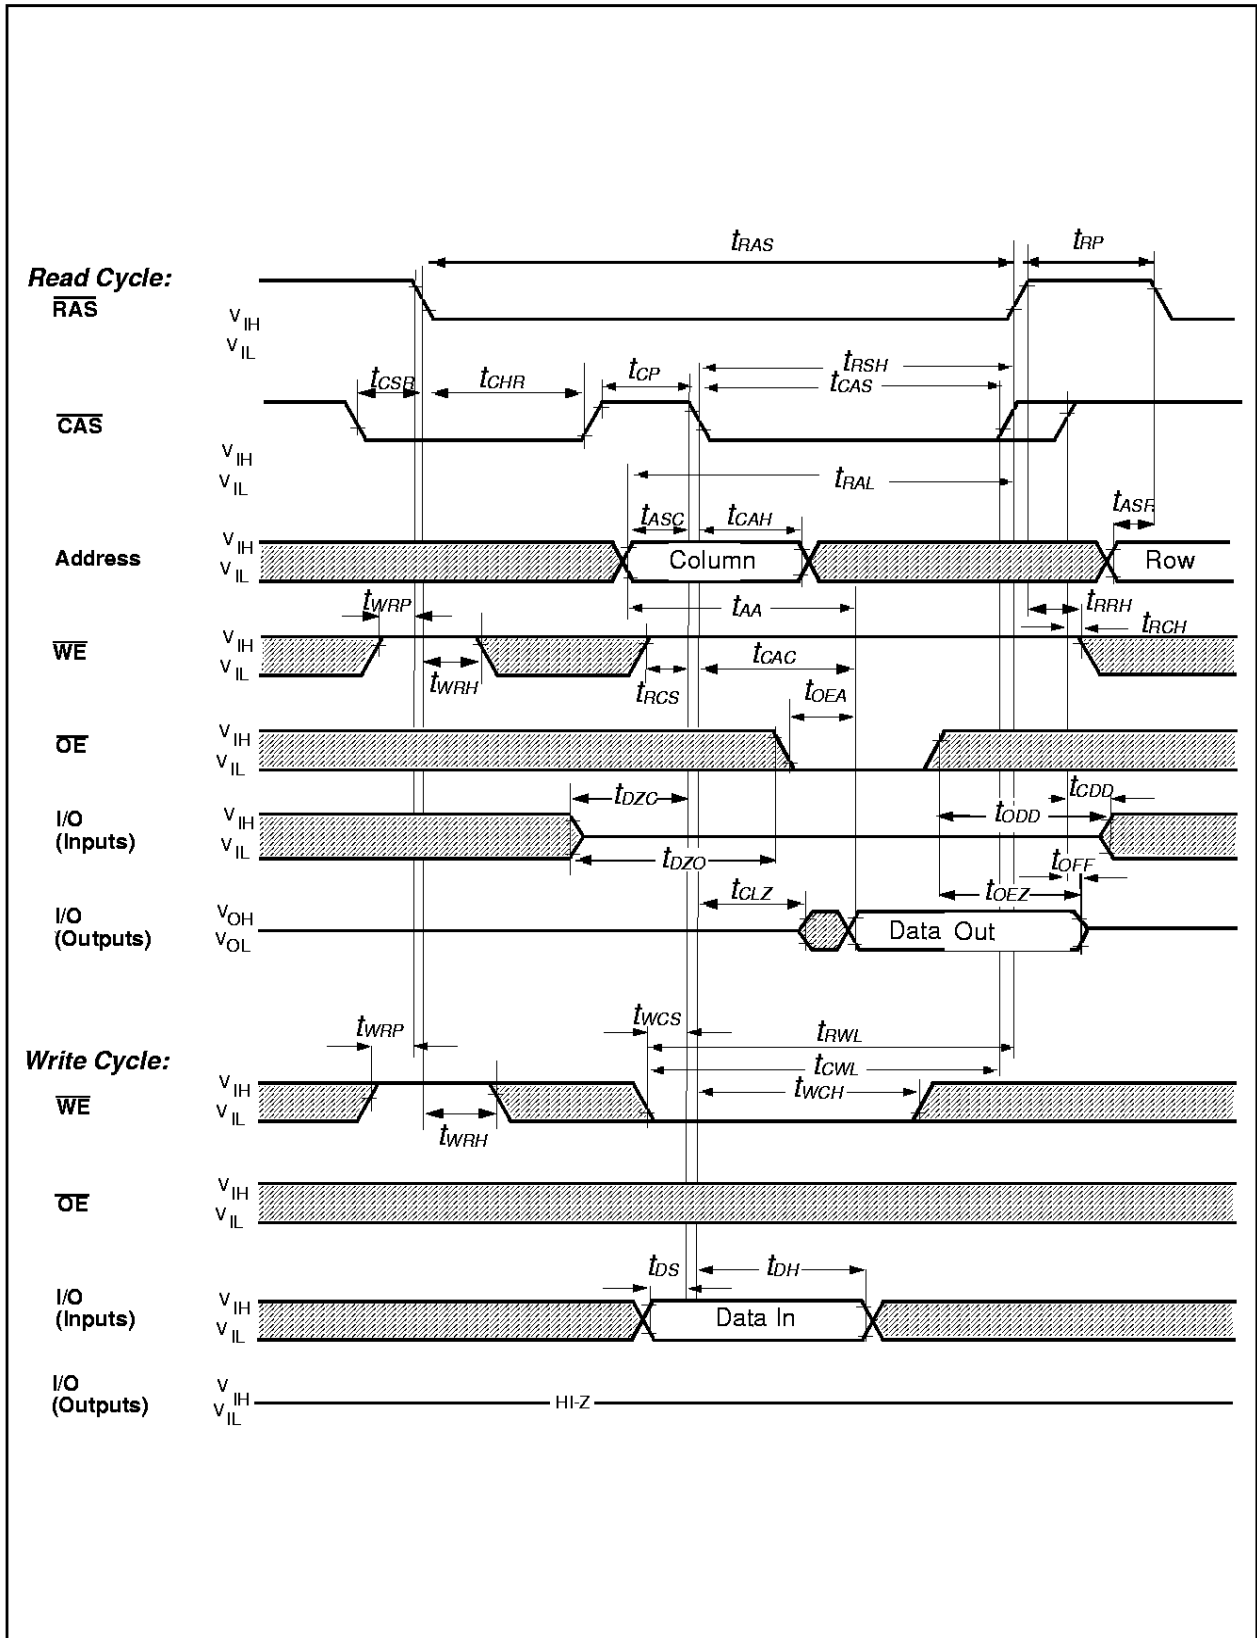 tRAS
tRP
Read Cycle:
RAS
VIH
VIL
tCSR
tCHR
tCP
tRSH
tCAS
CAS
VIH
VIL
tRAL
tASC
tCAH
tASR
Address
VIH
VIL
Column
Row
tWRP
tAA
tRRH
tRCH
WE
VIH
VIL
tWRH
tRCS
tCAC
tOEA
OE
VIH
VIL
tDZC
tCDD
tODD
I/O
(Inputs)
VIH
VIL
tDZO
tOFF
tCLZ
tOEZ
I/O
(Outputs)
VOH
VOL
Data Out
tWRP
tWCS
tRWL
Write Cycle:
tCWL
tWCH
WE
VIH
VIL
tWRH
OE
VIH
VIL
tDS
tDH
I/O
(Inputs)
VIH
VIL
Data In
I/O
(Outputs)
VIH
VIL
HI-Z